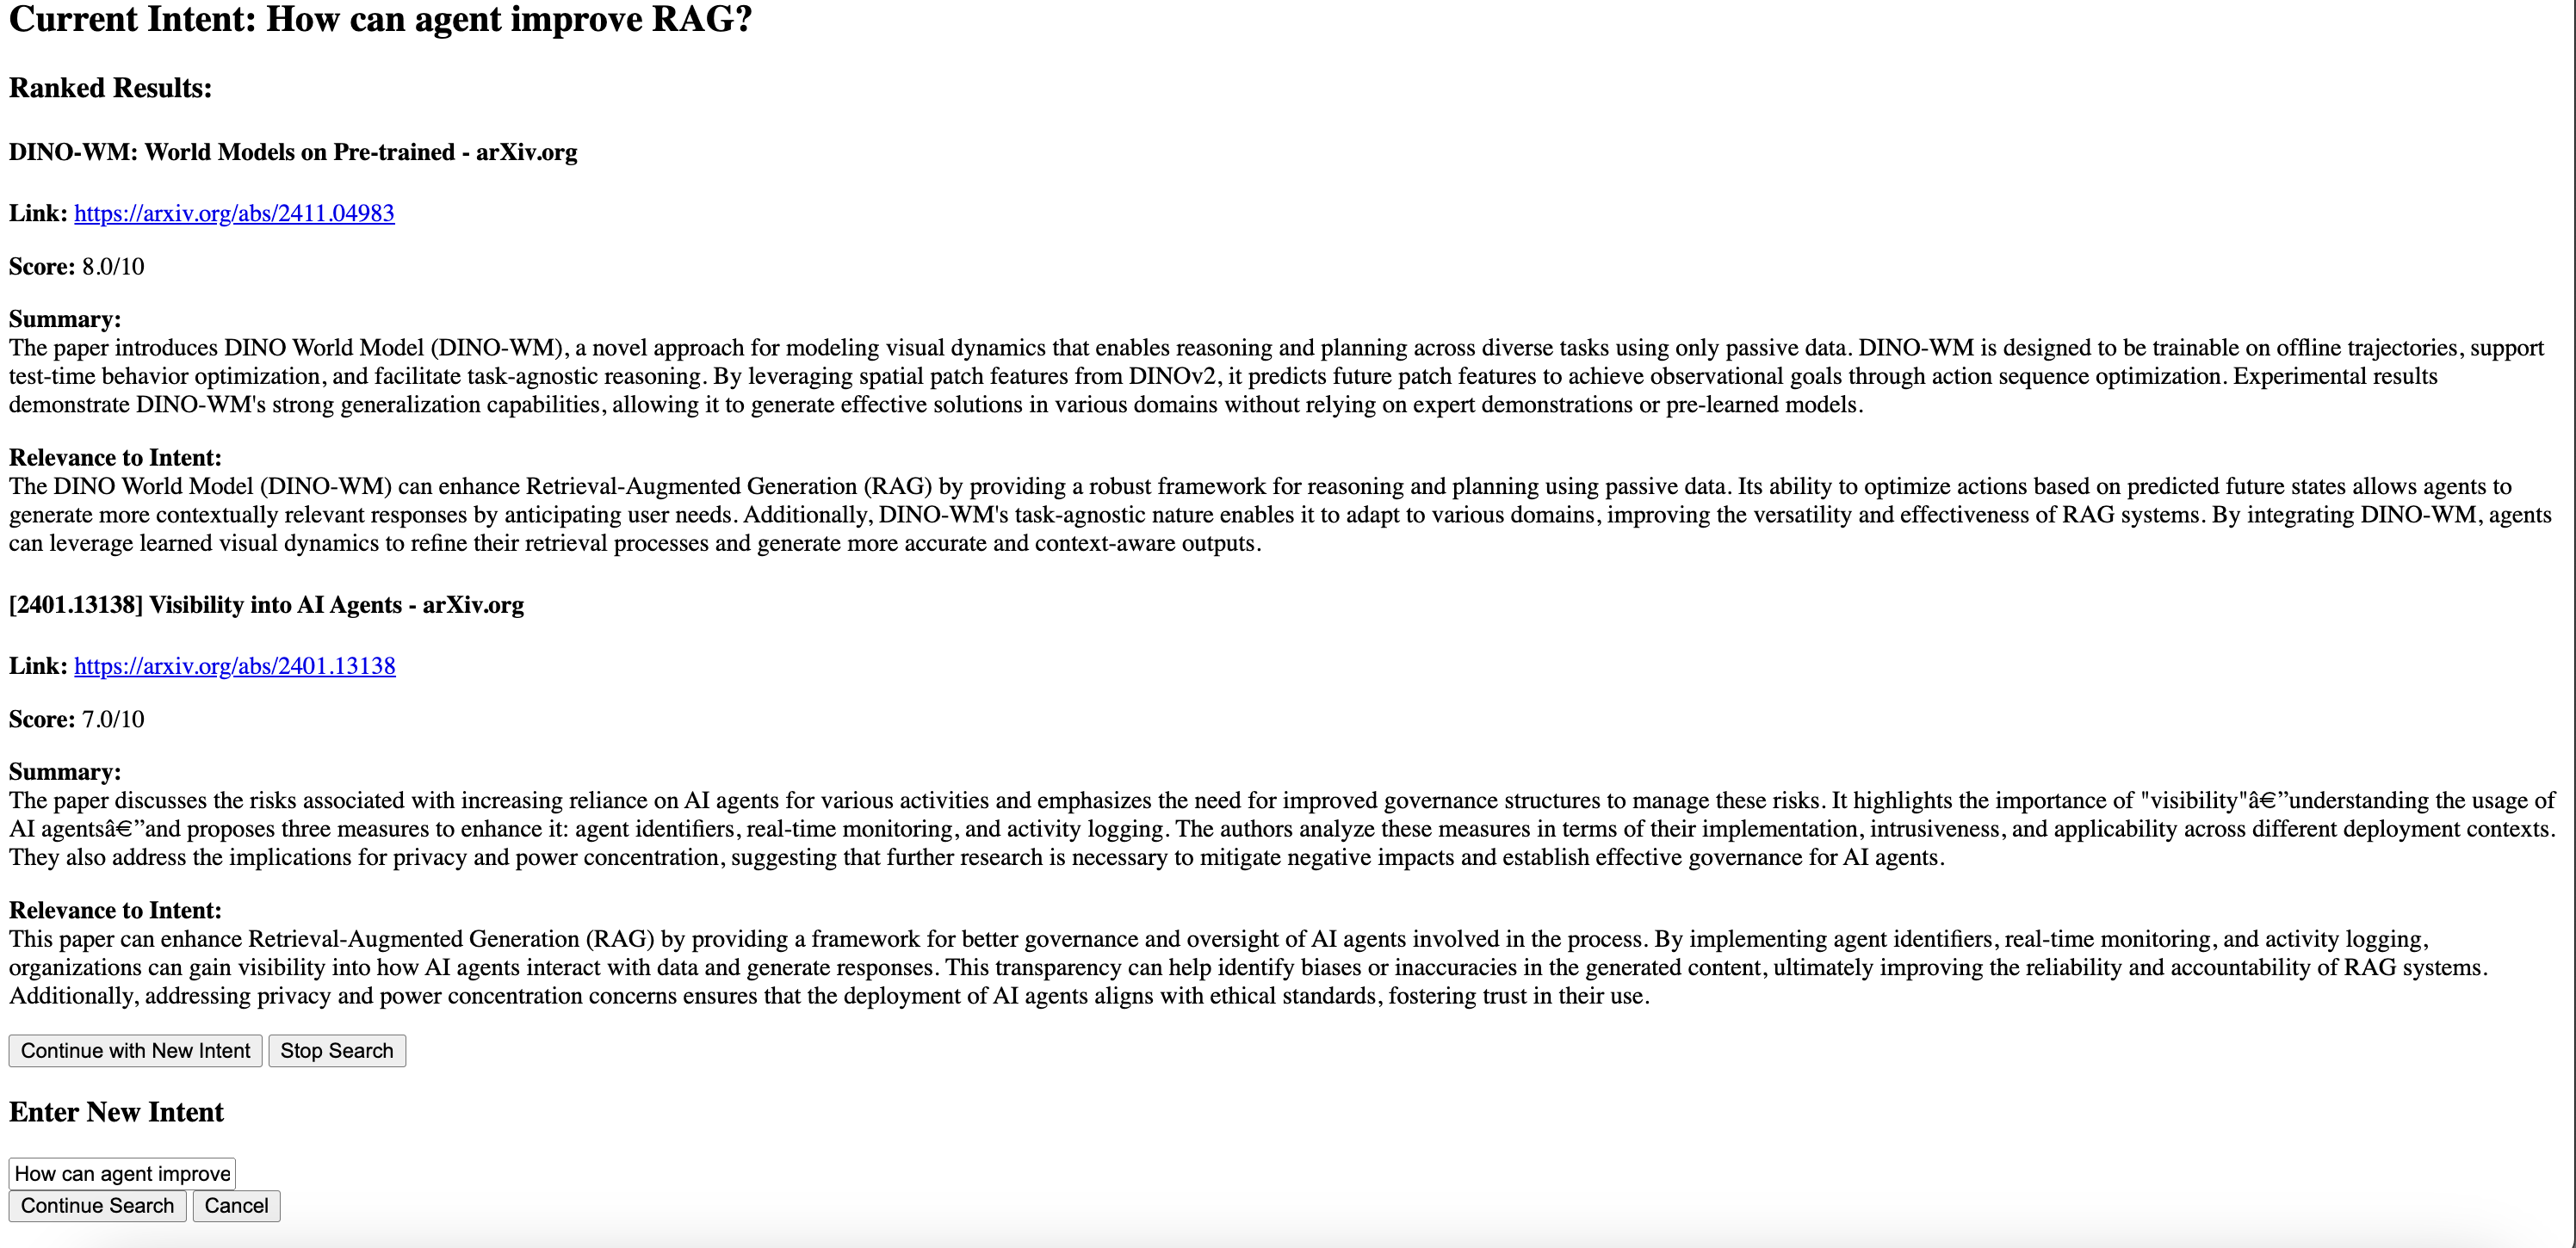 Current Intent: How can agent improve RAG?
Ranked Results:
DINO-WM: World Models on Pre-trained - arXiv.org
Link: https://arxiv.org/abs/2411.04983
Score: 8.0/10
Summary:
The paper introduces DINO World Model (DINO-WM), a novel approach for modeling visual dynamics that enables reasoning and planning across diverse tasks using only passive data. DINO-WM is designed to be trainable on offline trajectories, support
test-time behavior optimization, and facilitate task-agnostic reasoning. By leveraging spatial patch features from DINOv2, it predicts future patch features to achieve observational goals through action sequence optimization. Experimental results
demonstrate DINO-WM's strong generalization capabilities, allowing it to generate effective solutions in various domains without relying on expert demonstrations or pre-learned models.
Relevance to Intent:
The DINO World Model (DINO-WM) can enhance Retrieval-Augmented Generation (RAG) by providing a robust framework for reasoning and planning using passive data. Its ability to optimize actions based on predicted future states allows agents to
generate more contextually relevant responses by anticipating user needs. Additionally, DINO-WM's task-agnostic nature enables it to adapt to various domains, improving the versatility and effectiveness of RAG systems. By integrating DINO-WM, agents
can leverage learned visual dynamics to refine their retrieval processes and generate more accurate and context-aware outputs.
[2401.13138] Visibility into AI Agents - arXiv.org
Link: https://arxiv.org/abs/2401.13138
Score: 7.0/10
Summary:
The paper discusses the risks associated with increasing reliance on AI agents for various activities and emphasizes the need for improved governance structures to manage these risks. It highlights the importance of "visibility"â€”understanding the usage of
AI agentsâ€”and proposes three measures to enhance it: agent identifiers, real-time monitoring, and activity logging. The authors analyze these measures in terms of their implementation, intrusiveness, and applicability across different deployment contexts.
They also address the implications for privacy and power concentration, suggesting that further research is necessary to mitigate negative impacts and establish effective governance for AI agents.
Relevance to Intent:
This paper can enhance Retrieval-Augmented Generation (RAG) by providing a framework for better governance and oversight of AI agents involved in the process. By implementing agent identifiers, real-time monitoring, and activity logging,
organizations can gain visibility into how AI agents interact with data and generate responses. This transparency can help identify biases or inaccuracies in the generated content, ultimately improving the reliability and accountability of RAG systems.
Additionally, addressing privacy and power concentration concerns ensures that the deployment of AI agents aligns with ethical standards, fostering trust in their use.
Continue with New Intent Stop Search
Enter New Intent
How can agent improve
Continue Search Cancel